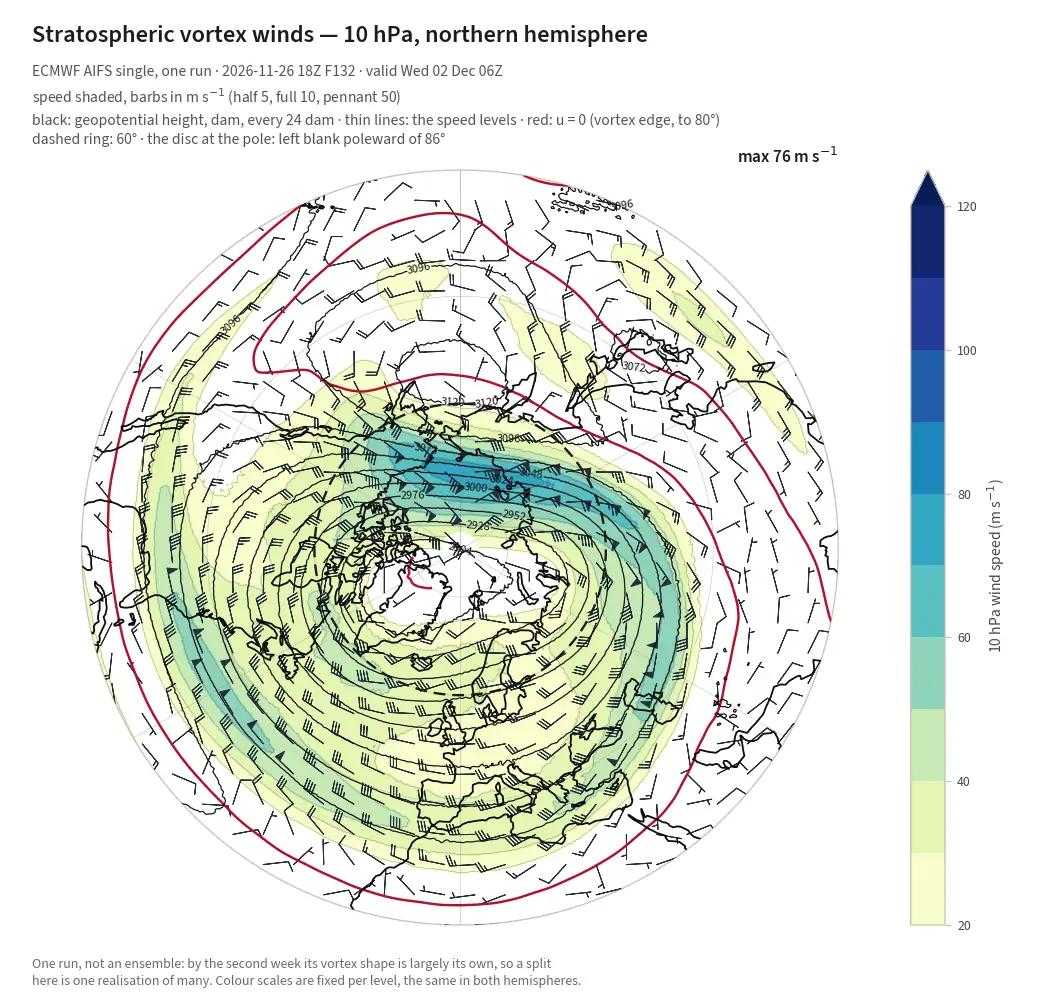 Stratospheric vortex winds — 10 hPa, northern hemisphere
ECMWF AIFS single, one run · 2026-11-26 18Z F132 · valid Wed 02 Dec 06Z
speed shaded, barbs in m s⁻¹ (half 5, full 10, pennant 50)
black: geopotential height, dam, every 24 dam · thin lines: the speed levels · red: u = 0 (vortex edge, to 80°)
dashed ring: 60° · the disc at the pole: left blank poleward of 86°
max 76 m s⁻¹
3096
3096
3096
3072
3120
3120
3096
3048
3000
2976
2952
2928
120
100
80
60
40
20
10 hPa wind speed (m s⁻¹)
One run, not an ensemble: by the second week its vortex shape is largely its own, so a split
here is one realisation of many. Colour scales are fixed per level, the same in both hemispheres.